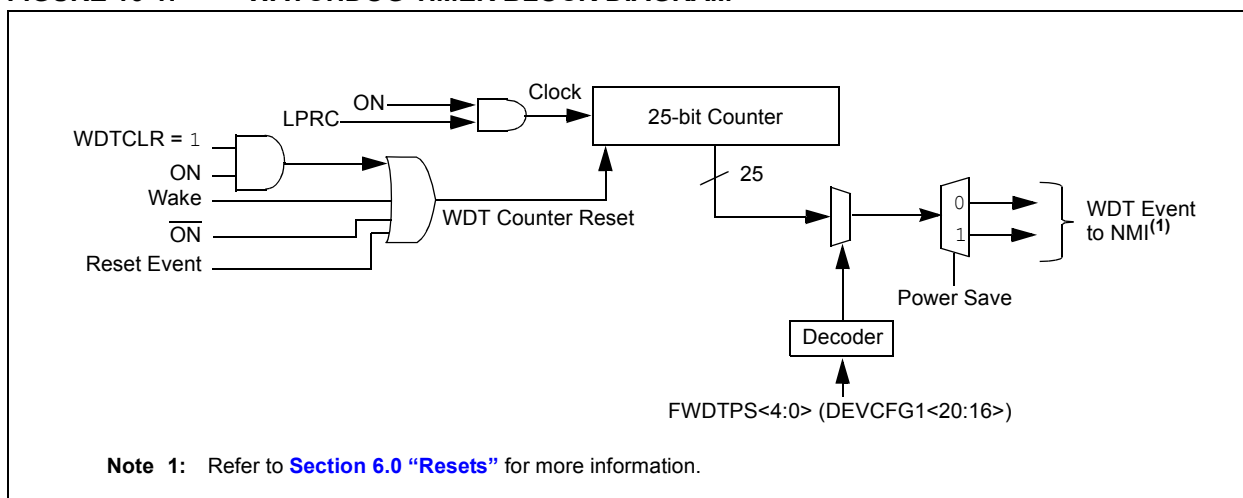 Clock
ON
LPRC
25-bit Counter
WDTCLR = 1
25
ON
Wake
WDT Counter Reset
ON
Reset Event
0
1
WDT Event
to NMI(1)
Power Save
Decoder
FWDTPS<4:0> (DEVCFG1<20:16>)
Note 1: Refer to Section 6.0 “Resets” for more information.